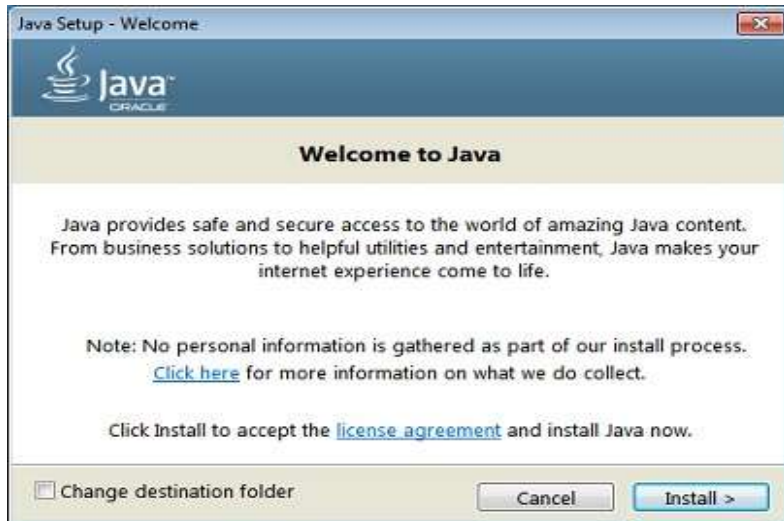 Java Setup - Welcome
Java™
ORACLE
Welcome to Java
Java provides safe and secure access to the world of amazing Java content.
From business solutions to helpful utilities and entertainment, Java makes your
internet experience come to life.
Note: No personal information is gathered as part of our install process.
Click here for more information on what we do collect.
Click Install to accept the license agreement and install Java now.
Change destination folder
Cancel
Install >